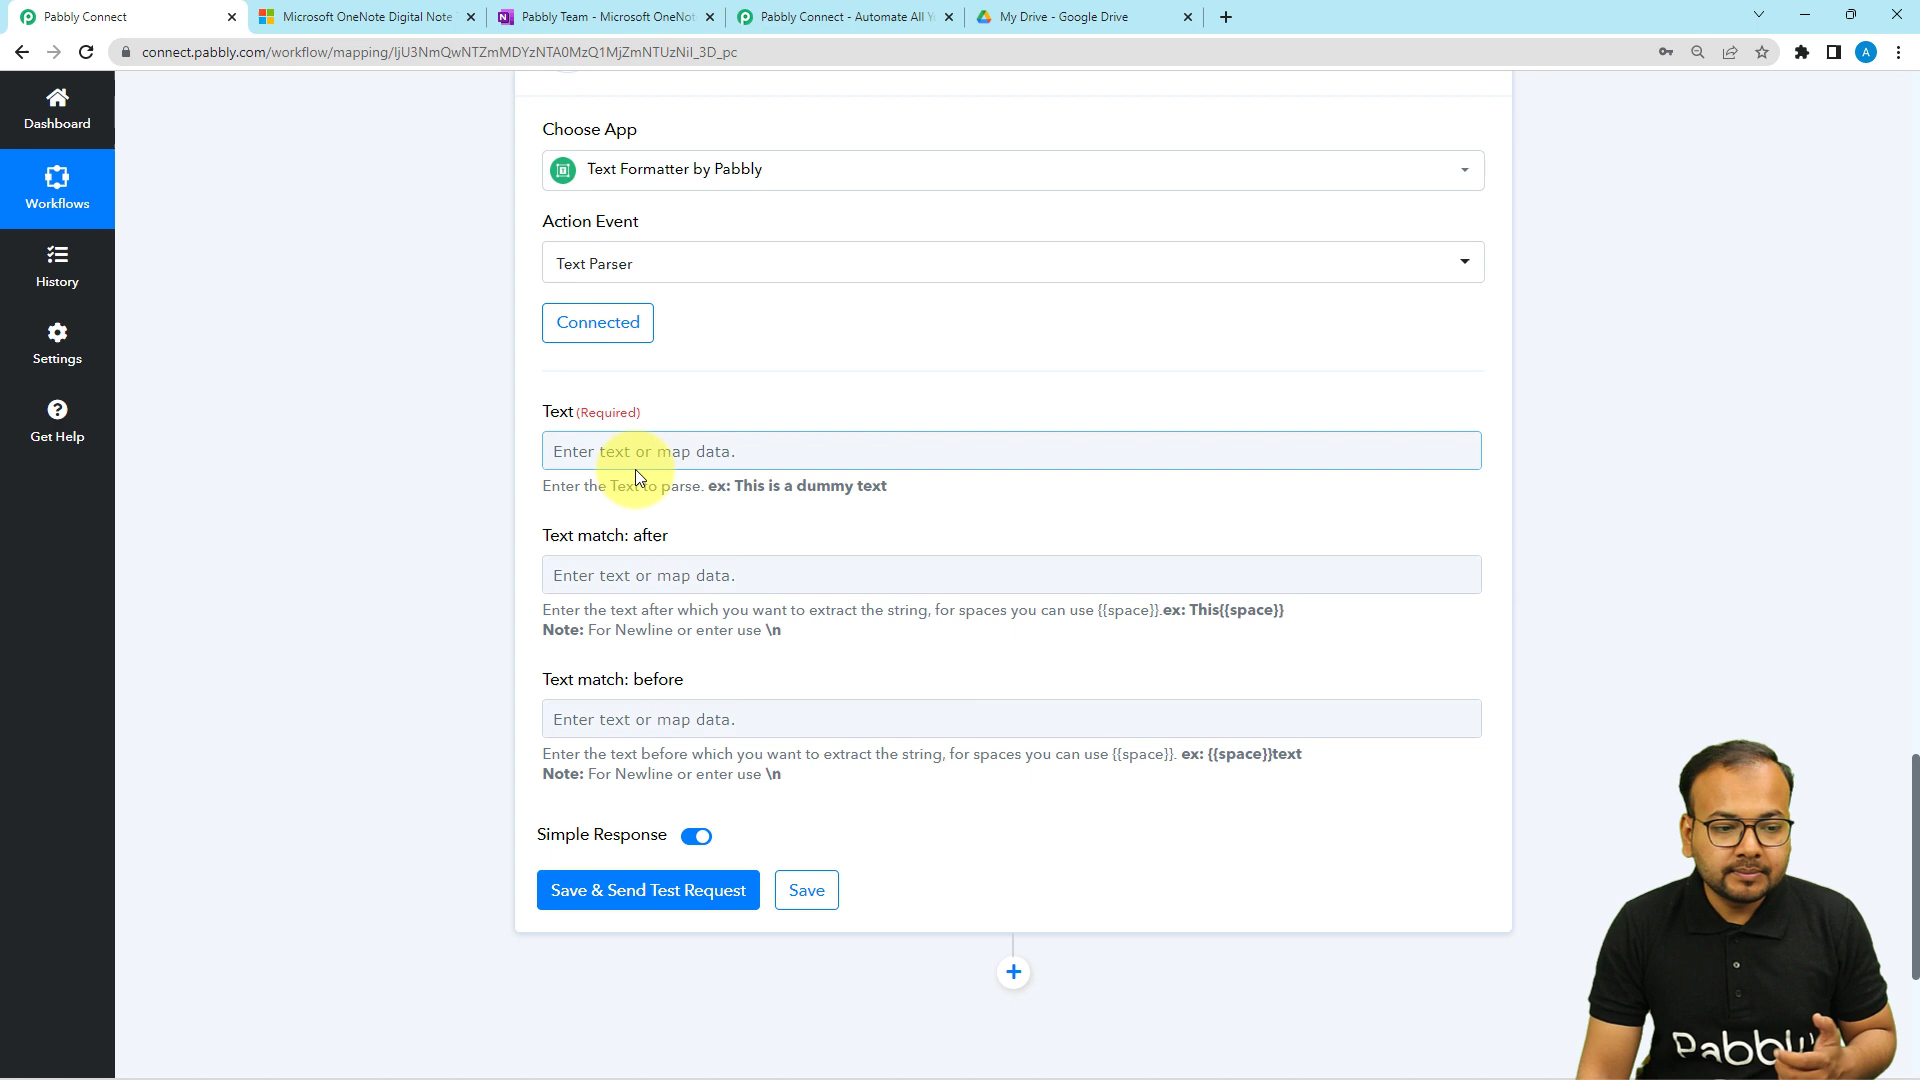 Pabbly Connect
Microsoft OneNote Digital Note
Pabbly Team - Microsoft OneNot
Pabbly Connect - Automate All Y
My Drive - Google Drive
connect.pabbly.com/workflow/mapping/IjU3NmQwNTZmMDYzNTA0MzQ1MjZmNTUzNiI_3D_pc
A
Dashboard
Workflows
History
Settings
Get Help
Choose App
Text Formatter by Pabbly
Action Event
Text Parser
Connected
Text (Required)
Enter text or map data.
Enter the Text to parse. ex: This is a dummy text
Text match: after
Enter text or map data.
Enter the text after which you want to extract the string, for spaces you can use {{space}}.ex: This{{space}}
Note: For Newline or enter use \n
Text match: before
Enter text or map data.
Enter the text before which you want to extract the string, for spaces you can use {{space}}. ex: {{space}}text
Note: For Newline or enter use \n
Simple Response
Save & Send Test Request
Save
Pabbly